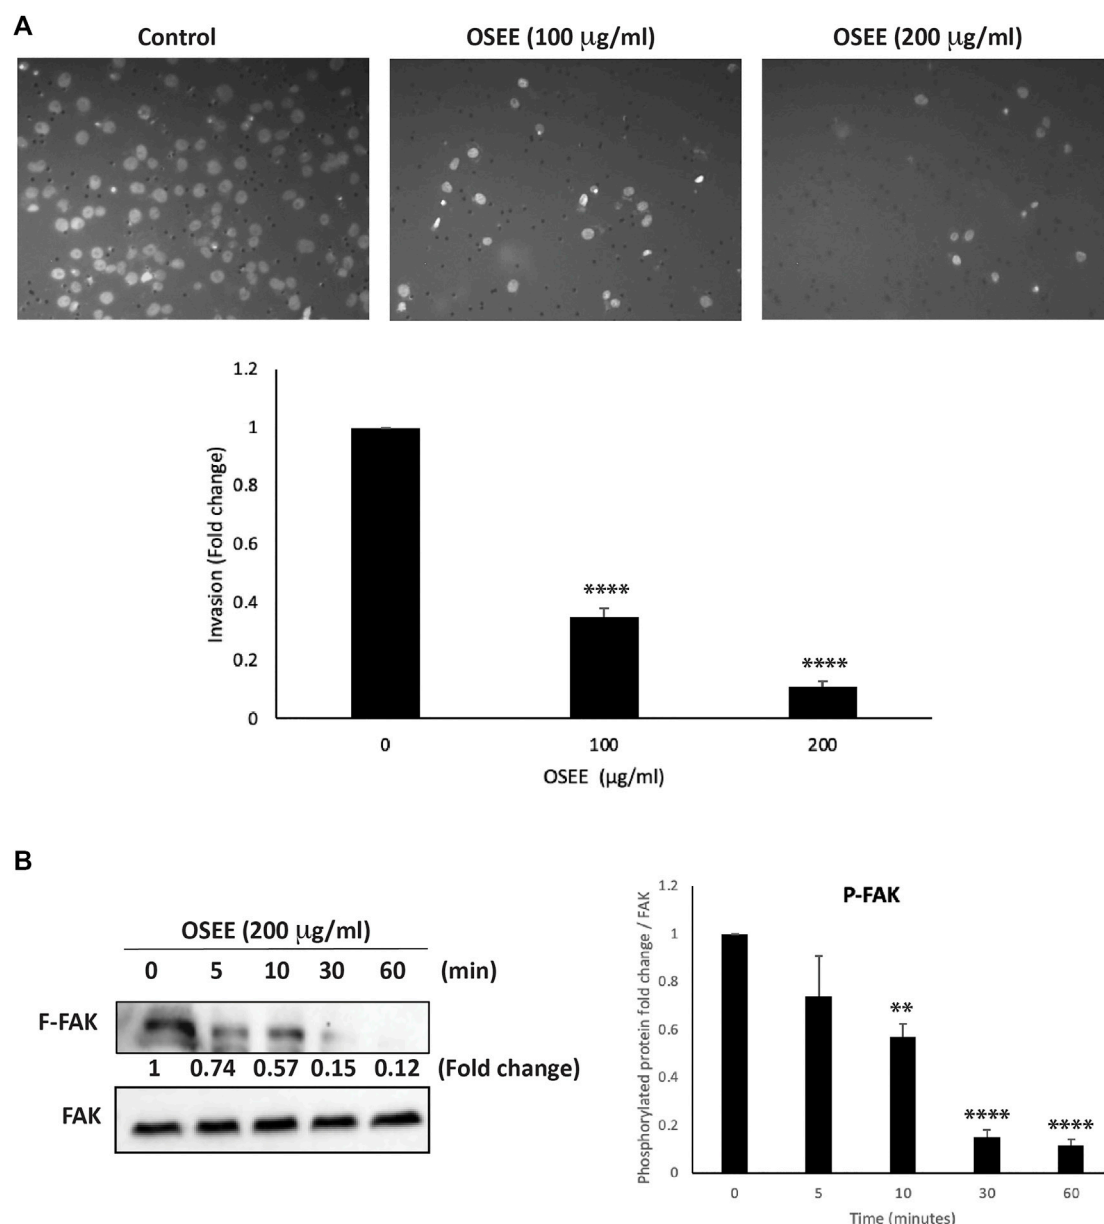 A
Control
OSEE (100 μg/ml)
OSEE (200 μg/ml)
1.2
1
0.8
0.6
0.4
0.2
0
Invasion (Fold change)
****
****
0
100
200
OSEE (μg/ml)
B
OSEE (200 μg/ml)
0 5 10 30 60 (min)
F-FAK
1 0.74 0.57 0.15 0.12 (Fold change)
FAK
P-FAK
Phosphorylated protein fold change / FAK
1.2
1
0.8
0.6
0.4
0.2
0
**
****
****
0 5 10 30 60
Time (minutes)